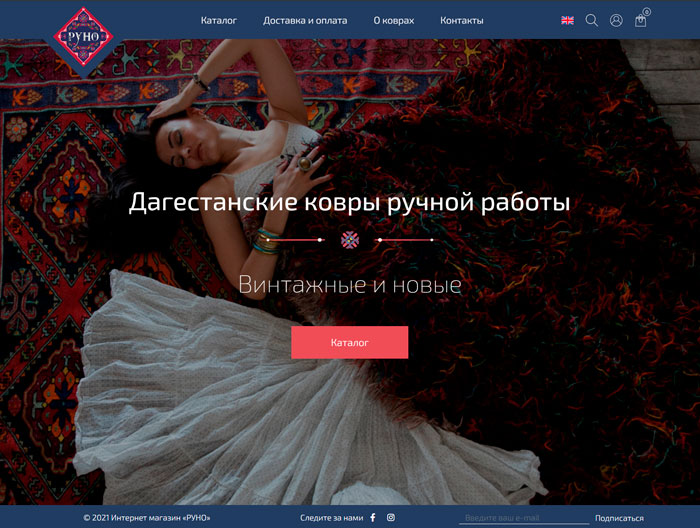 РУНО
Каталог
Доставка и оплата
О коврах
Контакты
0
Дагестанские ковры ручной работы
Винтажные и новые
Каталог
© 2021 Интернет магазин «РУНО»
Следите за нами
Введите ваш e-mail
Подписаться